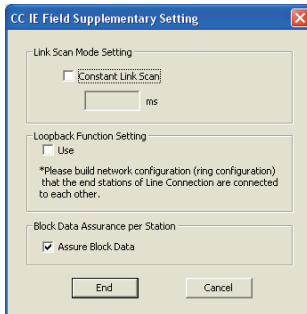 CC IE Field Supplementary Setting
Link Scan Mode Setting
Constant Link Scan
ms
Loopback Function Setting
Use
*Please build network configuration (ring configuration)
that the end stations of Line Connection are connected
to each other.
Block Data Assurance per Station
Assure Block Data
End
Cancel